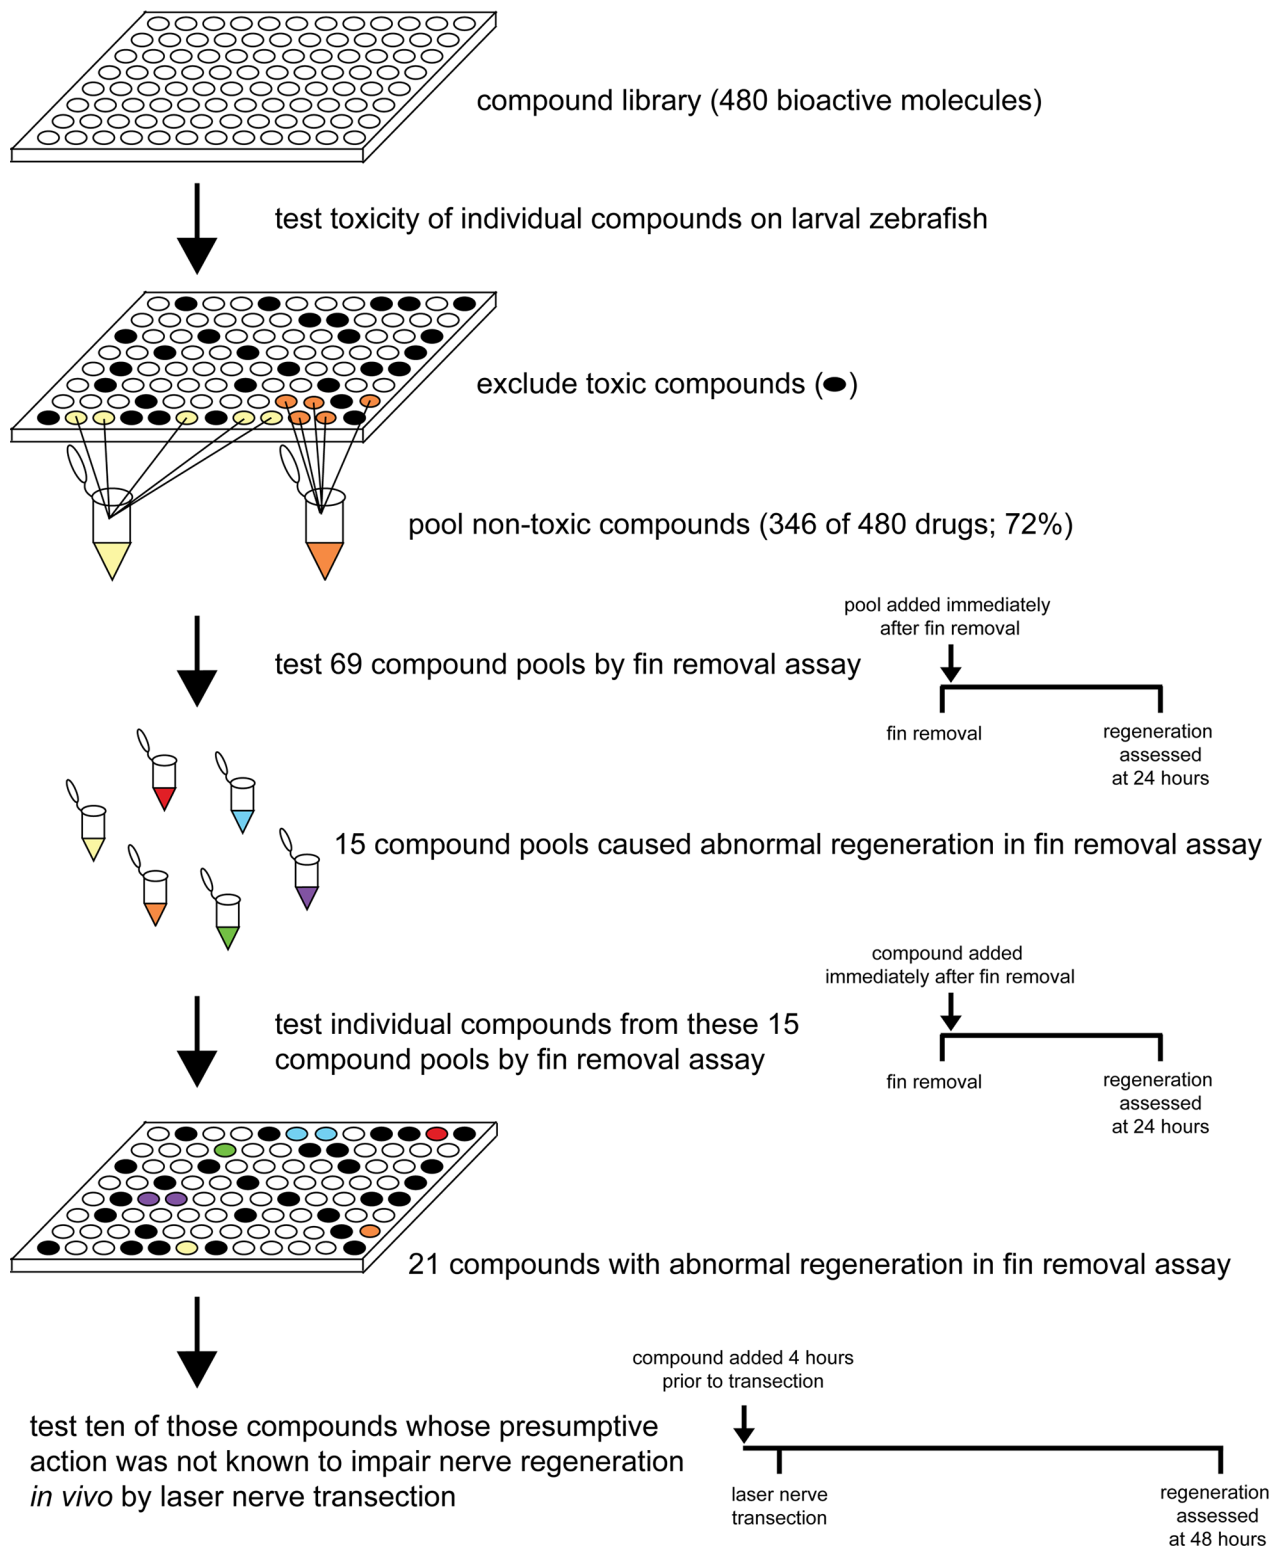 compound library (480 bioactive molecules)
test toxicity of individual compounds on larval zebrafish
exclude toxic compounds ( )
pool non-toxic compounds (346 of 480 drugs; 72%)
pool added immediately
after fin removal
test 69 compound pools by fin removal assay
fin removal
regeneration
assessed
at 24 hours
15 compound pools caused abnormal regeneration in fin removal assay
compound added
immediately after fin removal
test individual compounds from these 15
compound pools by fin removal assay
fin removal
regeneration
assessed
at 24 hours
21 compounds with abnormal regeneration in fin removal assay
compound added 4 hours
prior to transection
test ten of those compounds whose presumptive
action was not known to impair nerve regeneration
in vivo by laser nerve transection
laser nerve
transection
regeneration
assessed
at 48 hours